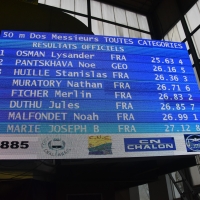 50 m Dos Messieurs TOUTES CATEGORIES
RESULTATS OFFICIELS
OSMAN Lysander FRA 25.63 4
2 PANTSKHAVA Noe GEO 26.16 5
3 HUILLE Stanislas FRA 26.36 3
MURATORY Nathan FRA 26.71 6
FICHER Merlin FRA 26.83 2
DUTHU Jules FRA 26.85 7
MALFONDET Noah FRA 26.99 1
MARIE JOSEPH B FRA 27.12 8
885 CN CHALON